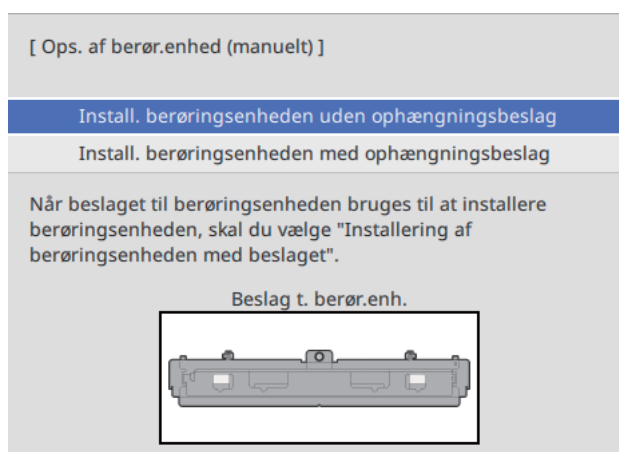 [ Ops. af berør.enhed (manuelt) ]
Install. berøringsenheden uden ophængningsbeslag
Install. berøringsenheden med ophængningsbeslag
Når beslaget til berøringsenheden bruges til at installere
berøringsenheden, skal du vælge "Installering af
berøringsenheden med beslaget".
Beslag t. berør.enh.